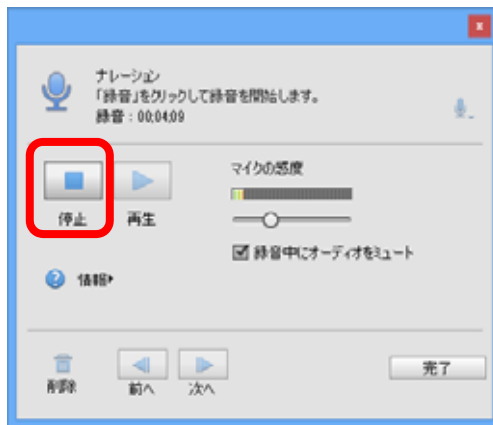 ナレーション
「録音」をクリックして録音を開始します。
録音 : 00;04;09
マイクの感度
停止
再生
録音中にオーディオをミュート
情報
削除
前へ
次へ
完了